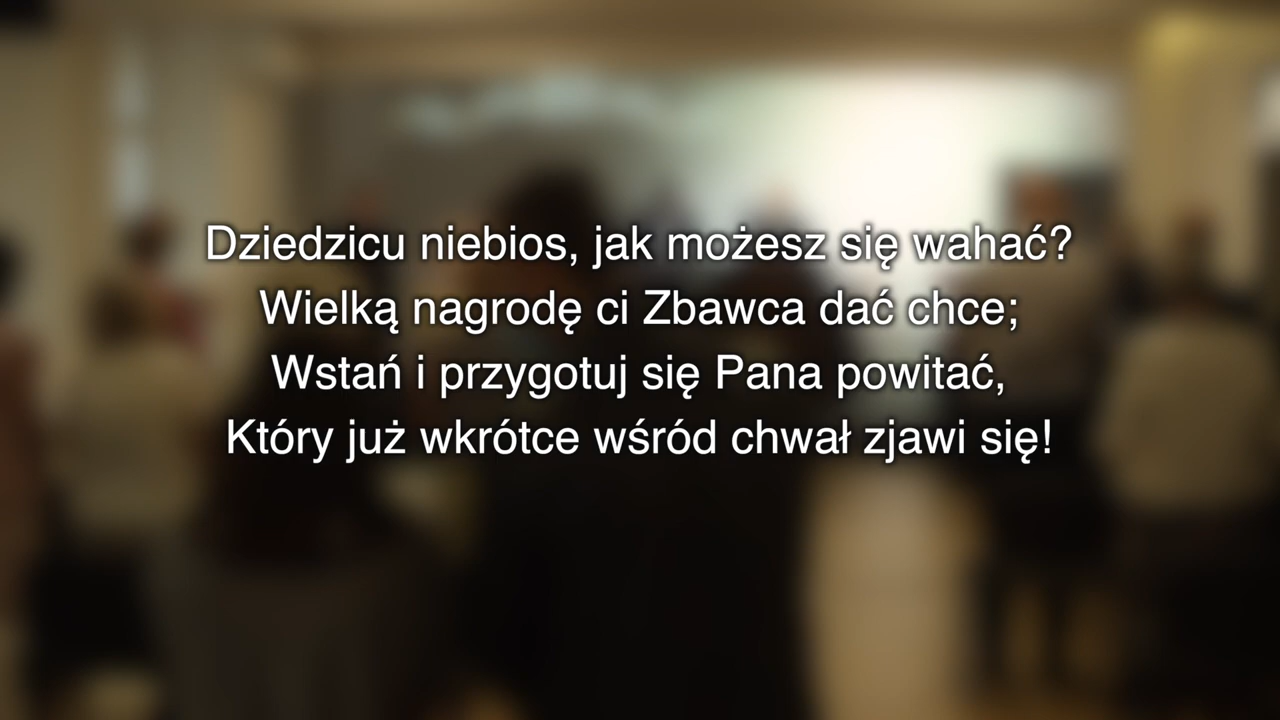 Dziedzicu niebios, jak możesz się wahać?
Wielką nagrodę ci Zbawca dać chce;
Wstań i przygotuj się Pana powitać,
Który już wkrótce wśród chwał zjawi się!